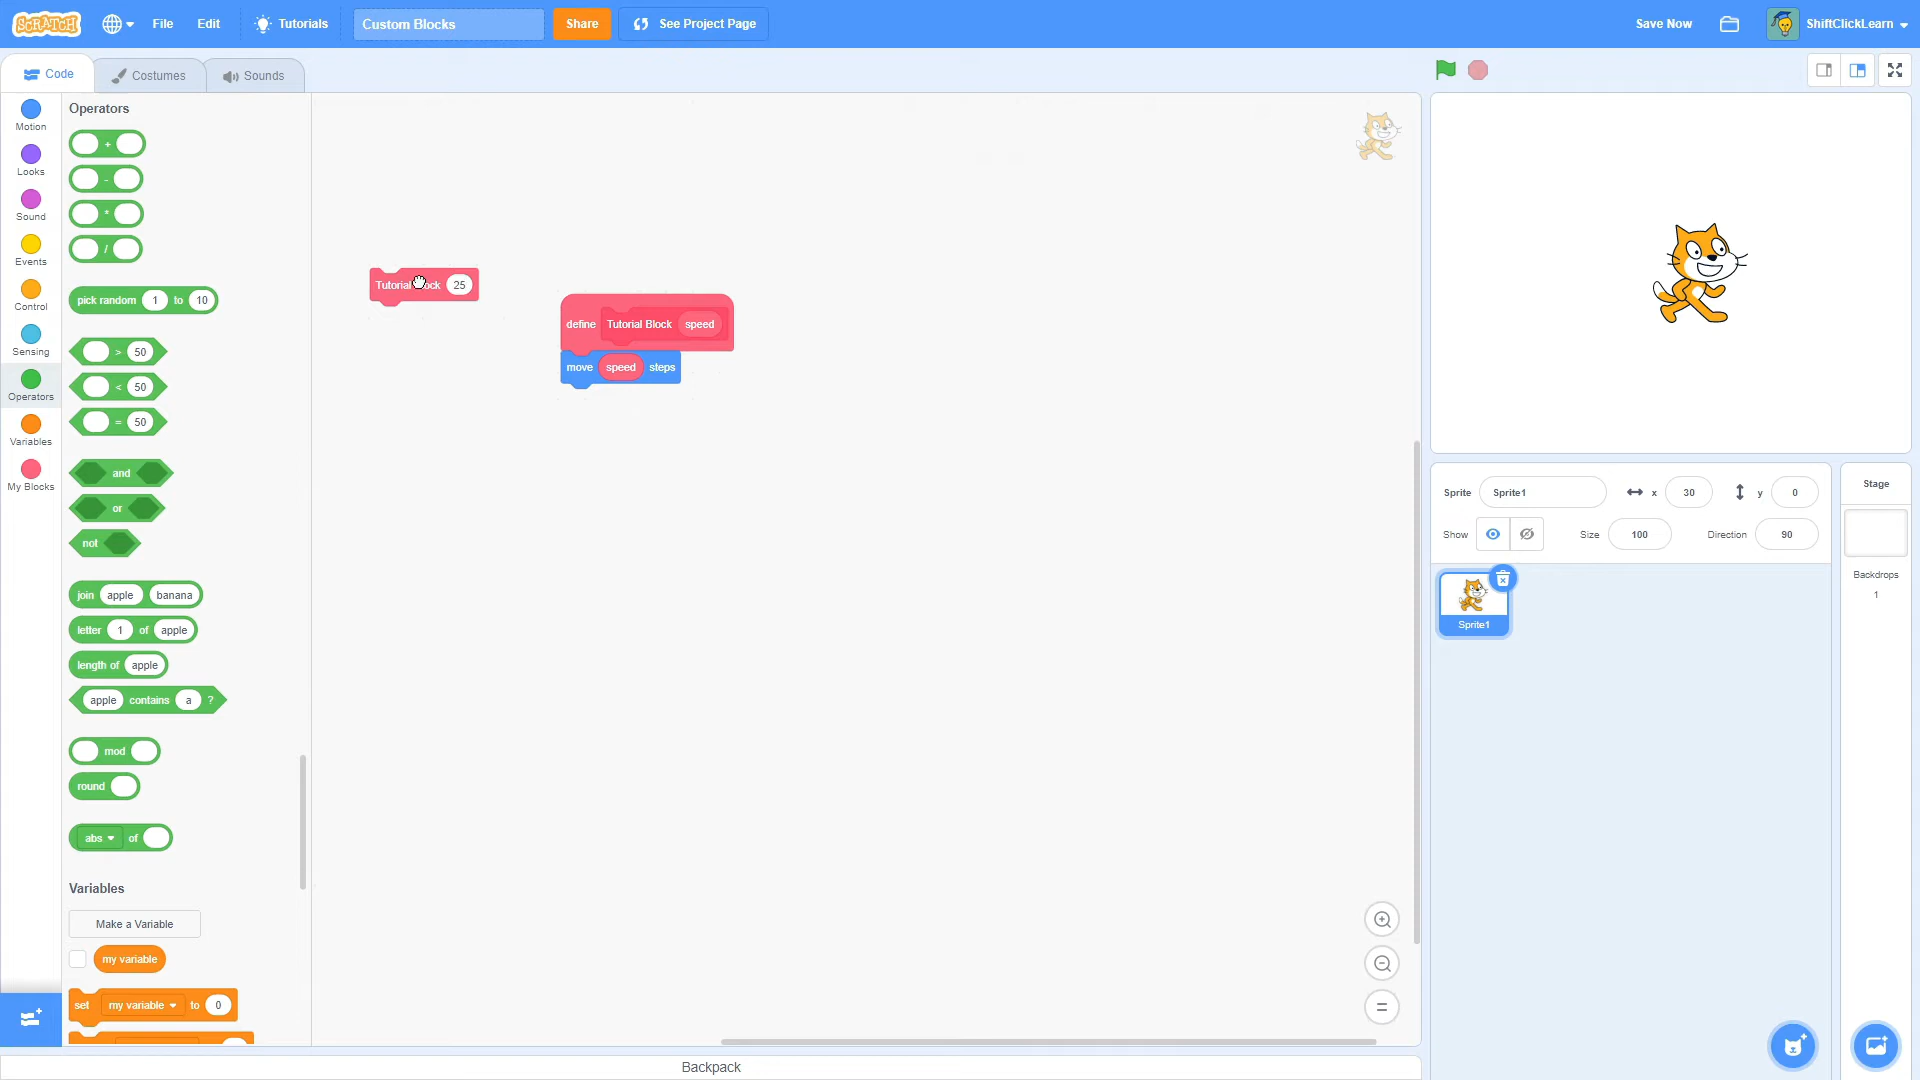 SCRATCH
File
Edit
Tutorials
Custom Blocks
Share
See Project Page
Save Now
ShiftClickLearn
Code
Costumes
Sounds
Motion
Looks
Sound
Events
Control
Sensing
Operators
Variables
My Blocks
Operators
+
-
*
/
pick random 1 to 10
> 50
< 50
= 50
and
or
not
join apple banana
letter 1 of apple
length of apple
apple contains a ?
mod
round
abs of
Variables
Make a Variable
my variable
set my variable to 0
25
define Tutorial Block speed
move speed steps
Sprite Sprite1 x 30 y 0
Show Size 100 Direction 90
Sprite1
Stage
Backdrops
1
Backpack